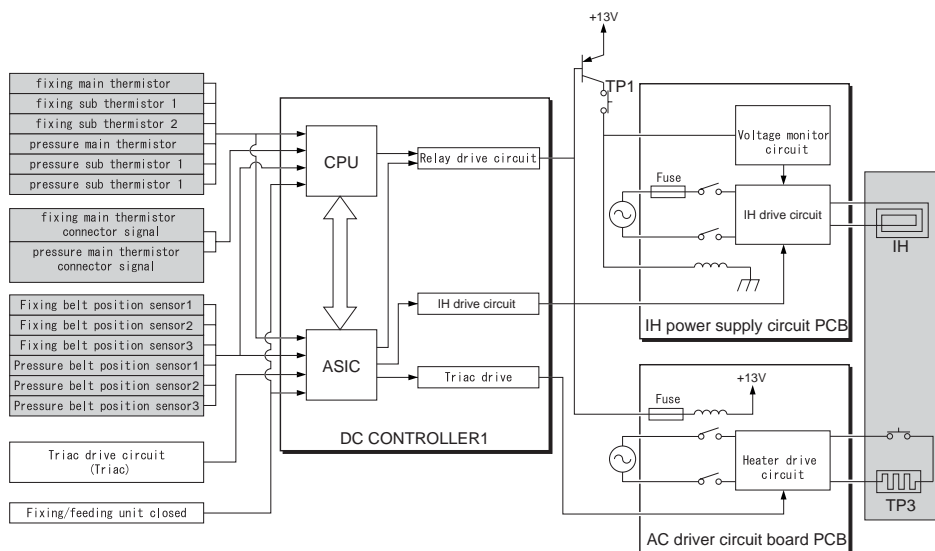 +13V
TP1
fixing main thermistor
fixing sub thermistor 1
fixing sub thermistor 2
pressure main thermistor
pressure sub thermistor 1
pressure sub thermistor 1
fixing main thermistor
connector signal
pressure main thermistor
connector signal
Fixing belt position sensor1
Fixing belt position sensor2
Fixing belt position sensor3
Pressure belt position sensor1
Pressure belt position sensor2
Pressure belt position sensor3
Triac drive circuit
(Triac)
Fixing/feeding unit closed
CPU
ASIC
Relay drive circuit
IH drive circuit
Triac drive
DC CONTROLLER1
Voltage monitor
circuit
Fuse
IH drive circuit
IH power supply circuit PCB
IH
+13V
Fuse
Heater drive
circuit
AC driver circuit board PCB
TP3